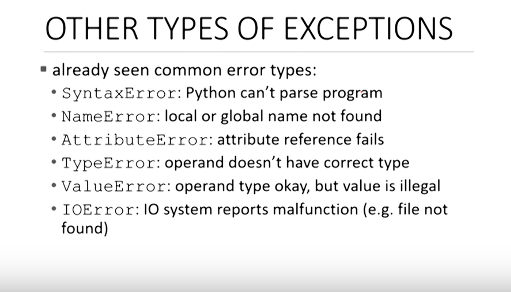 OTHER TYPES OF EXCEPTIONS
▪ already seen common error types:
• SyntaxError: Python can’t parse program
• NameError: local or global name not found
• AttributeError: attribute reference fails
• TypeError: operand doesn’t have correct type
• ValueError: operand type okay, but value is illegal
• IOError: IO system reports malfunction (e.g. file not
found)